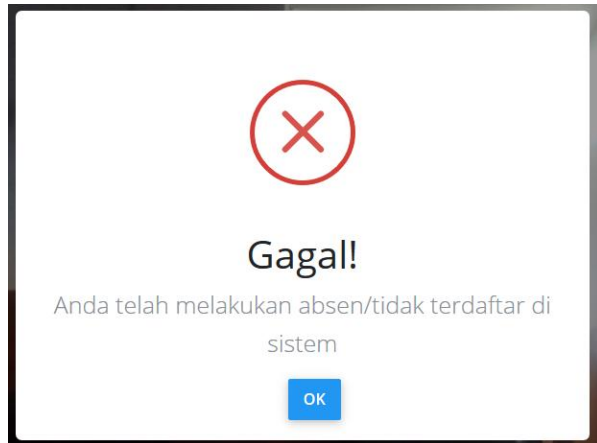 Gagal!
Anda telah melakukan absen/tidak terdaftar di
sistem
OK